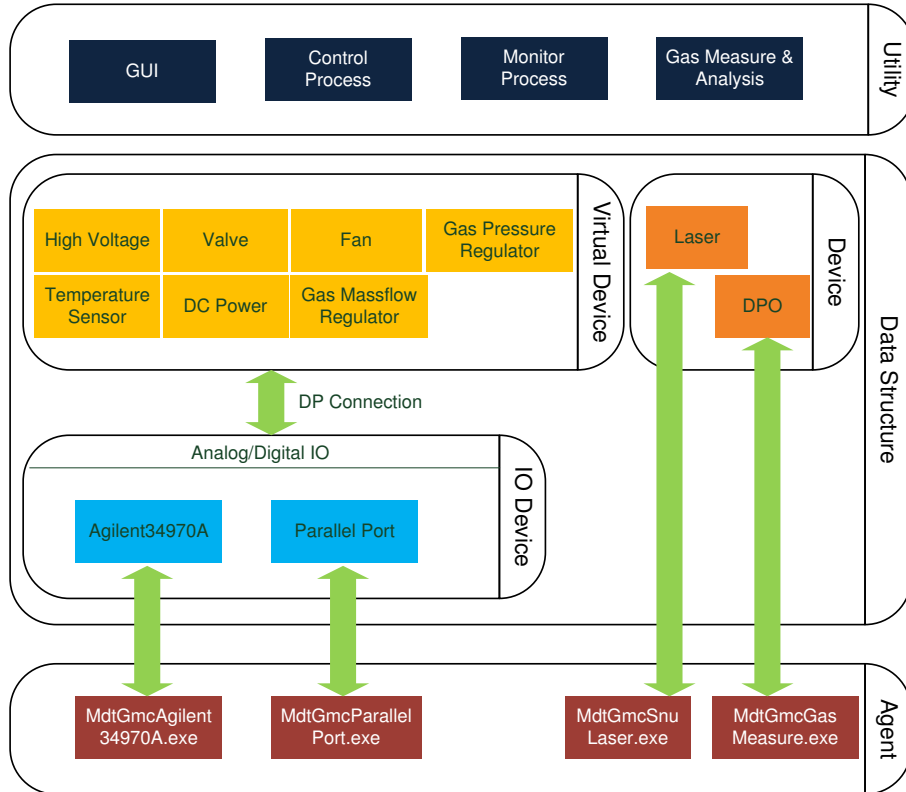 GUI
Control
Process
Monitor
Process
Gas Measure &
Analysis
Utility
High Voltage
Valve
Fan
Gas Pressure
Regulator
Temperature
Sensor
DC Power
Gas Massflow
Regulator
Virtual Device
Laser
DPO
Device
Data Structure
DP Connection
Analog/Digital IO
Agilent34970A
Parallel Port
IO Device
MdtGmcAgilent
34970A.exe
MdtGmcParallel
Port.exe
MdtGmcSnu
Laser.exe
MdtGmcGas
Measure.exe
Agent